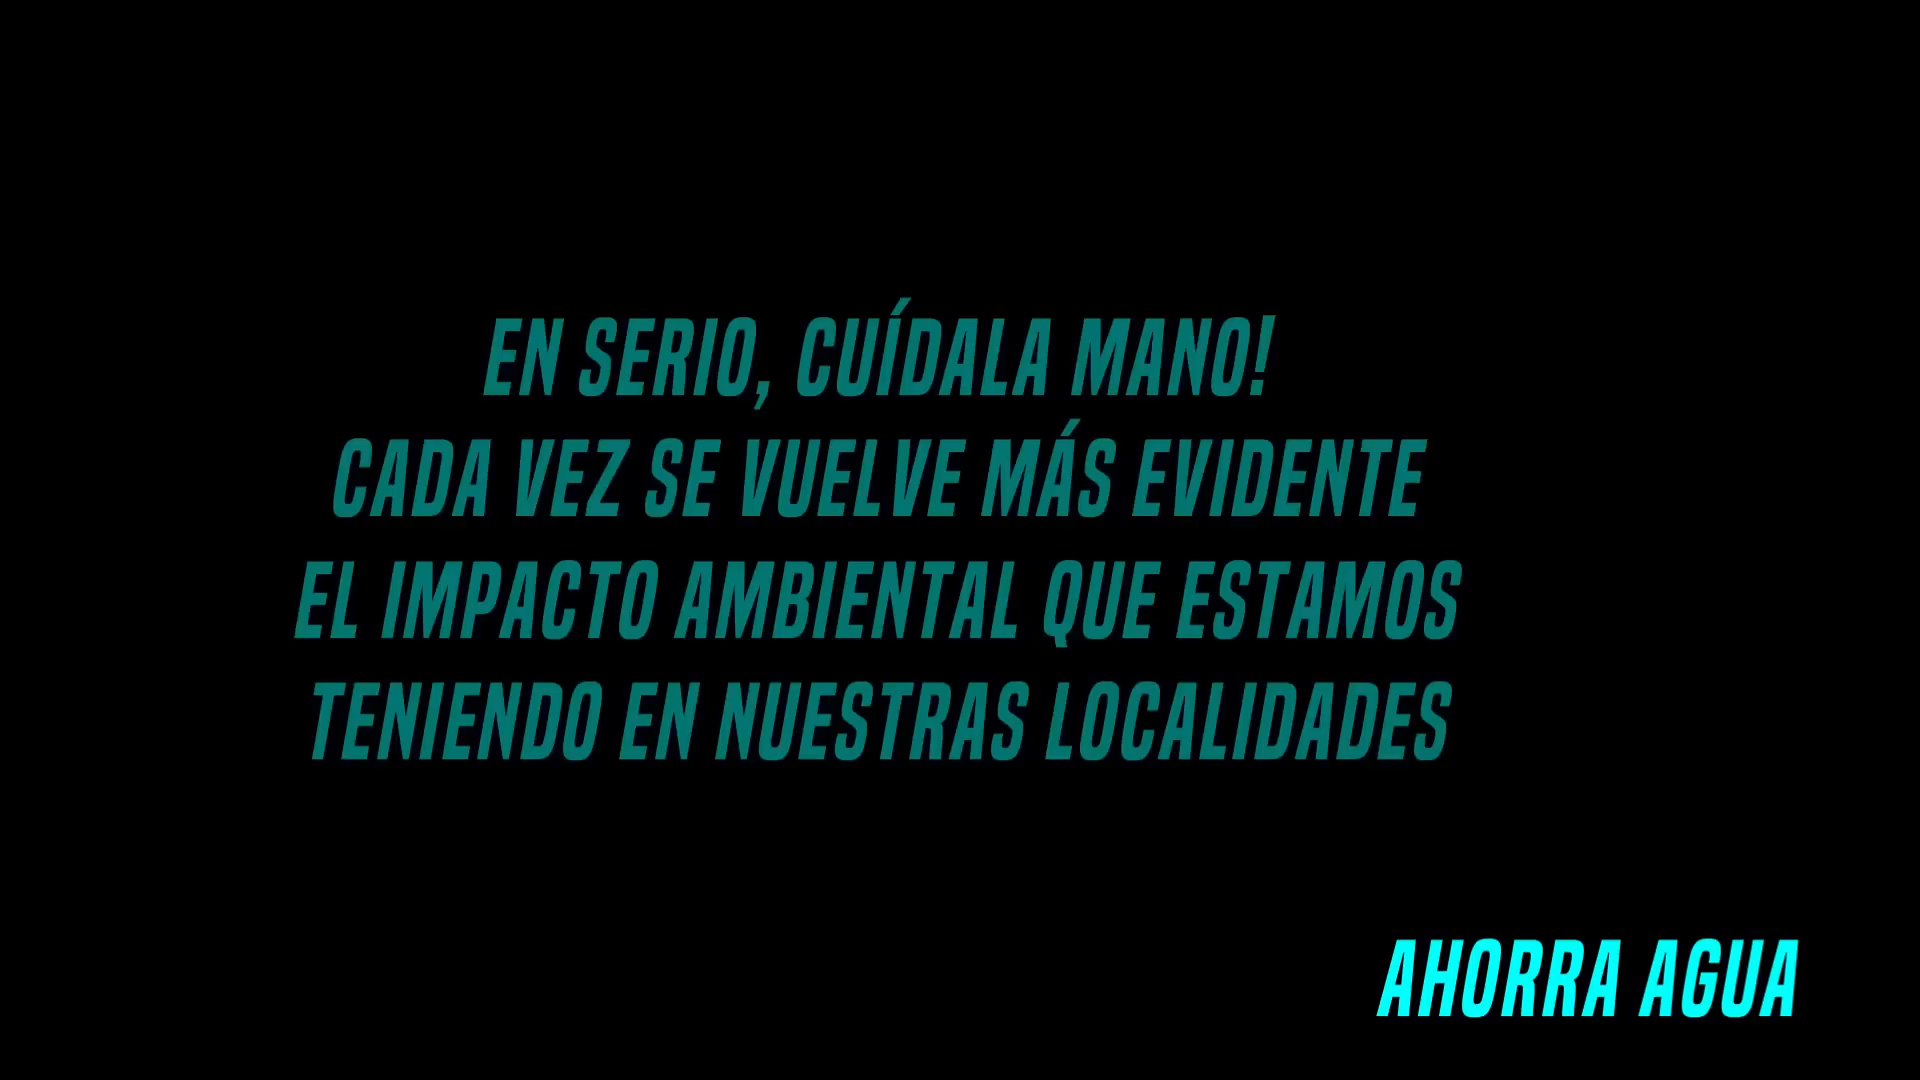 EN SERIO, CUÍDALA MANO!
CADA VEZ SE VUELVE MÁS EVIDENTE
EL IMPACTO AMBIENTAL QUE ESTAMOS
TENIENDO EN NUESTRAS LOCALIDADES
AHORRA AGUA